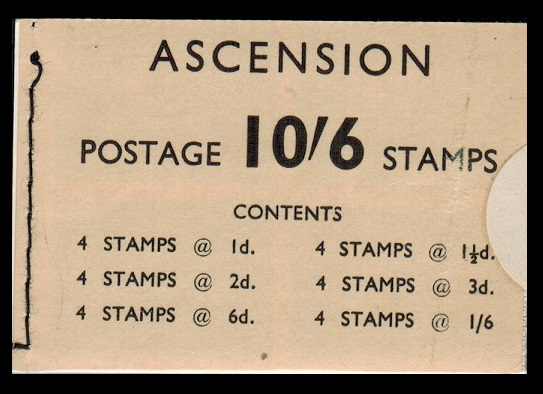 ASCENSION
POSTAGE 10/6 STAMPS
CONTENTS
4 STAMPS @ 1d. 4 STAMPS @ 1½d.
4 STAMPS @ 2d. 4 STAMPS @ 3d.
4 STAMPS @ 6d. 4 STAMPS @ 1/6